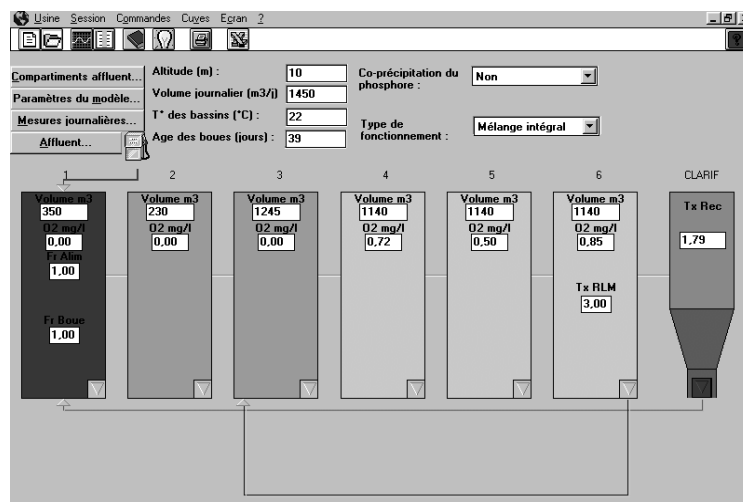 Usine Session Commandes Cuves Ecran ?
Compartiments affluent...
Paramètres du modèle...
Mesures journalières...
Affluent...
Altitude (m) : 10
Volume journalier (m3/j) 1450
T° des bassins (°C) : 22
Age des boues (jours) : 39
Co-précipitation du
phosphore :
Non
Type de
fonctionnement :
Mélange intégral
1 2 3 4 5 6 CLARIF
Volume m3 Volume m3 Volume m3 Volume m3 Volume m3 Volume m3 Tx Rec
350 230 1245 1140 1140 1140
O2 mg/l O2 mg/l O2 mg/l O2 mg/l O2 mg/l O2 mg/l
0,00 0,00 0,00 0,72 0,50 0,85 1,79
Fr Alim
1,00
Tx RLM
3,00
Fr Boue
1,00